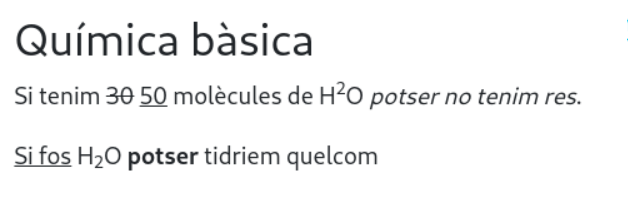 Química bàsica
Si tenim 30 50 molècules de H²O potser no tenim res.
Si fos H₂O potser tidriem quelcom